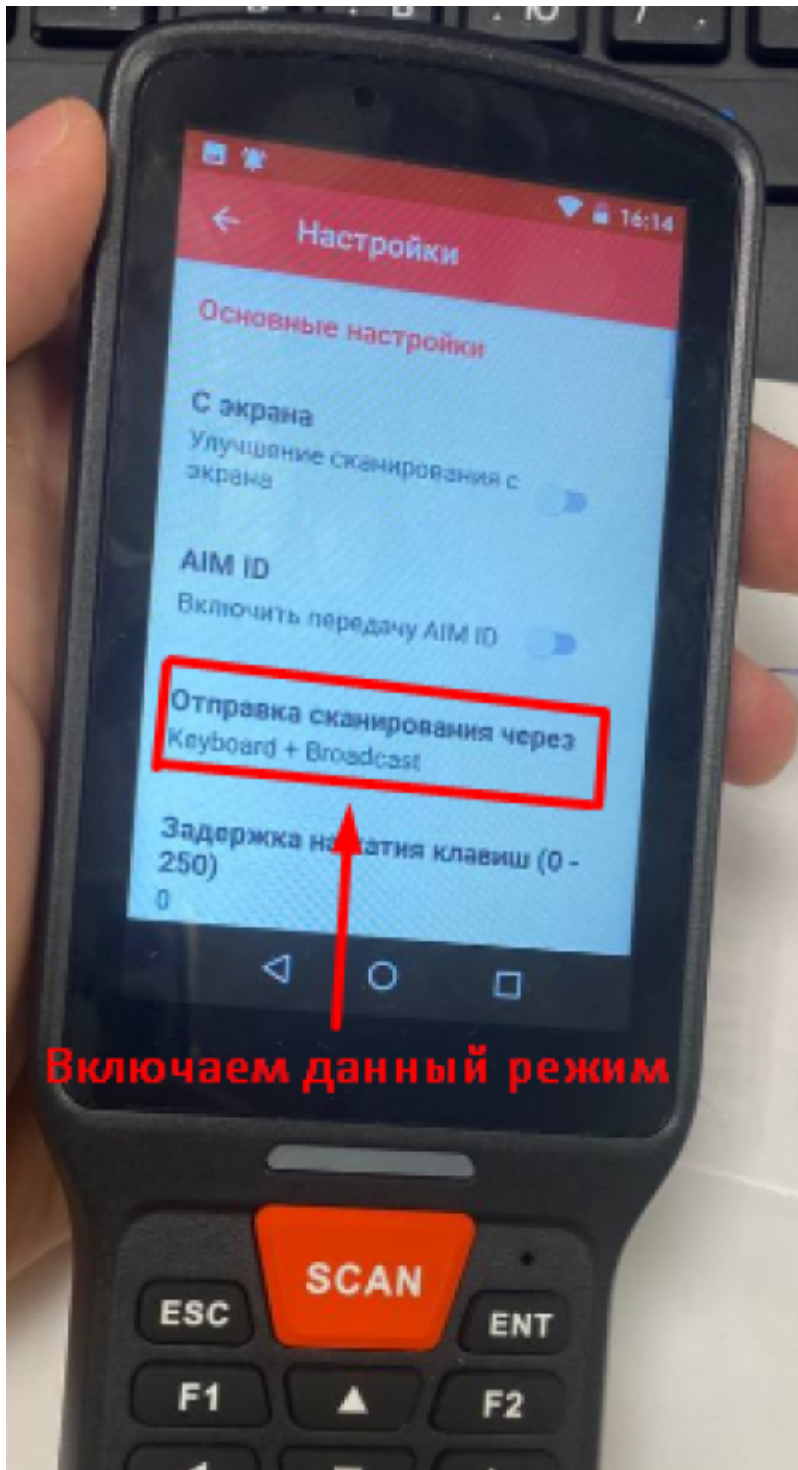 16:14
Настройки
Основные настройки
С экрана
Улучшение сканирования с
экрана
AIM ID
Включить передачу AIM ID
Отправка сканирования через
Keyboard + Broadcast
Задержка нажатия клавиш (0 -
250)
0
Включаем данный режим
SCAN
ESC
ENT
F1
F2